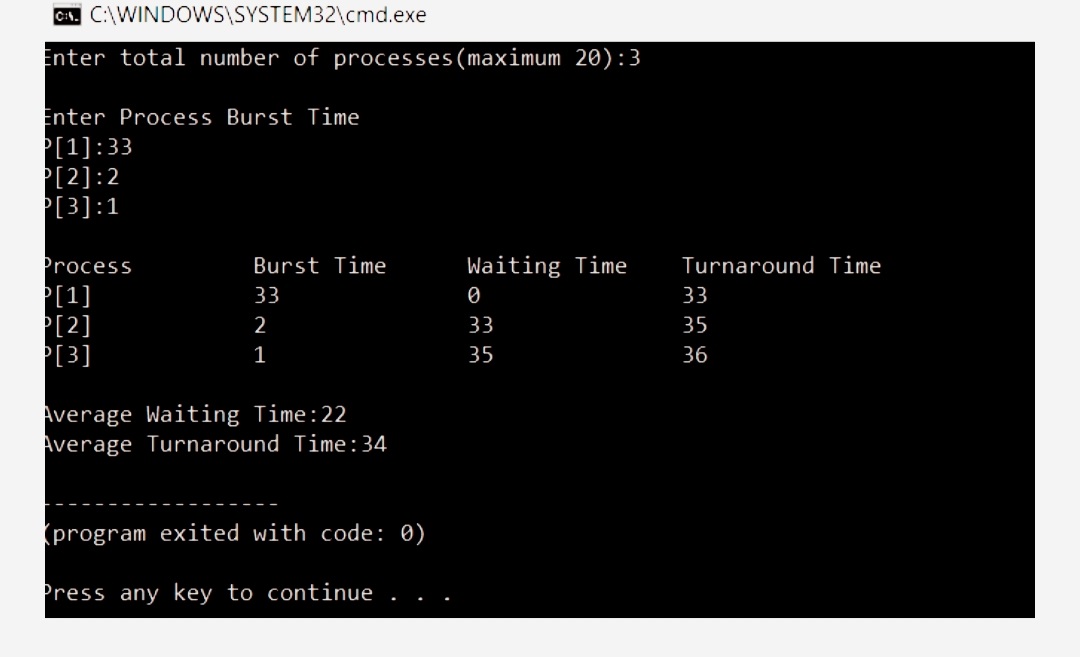 C:\WINDOWS\SYSTEM32\cmd.exe
Enter total number of processes(maximum 20):3
Enter Process Burst Time
P[1]:33
P[2]:2
P[3]:1
Process Burst Time Waiting Time Turnaround Time
P[1] 33 0 33
P[2] 2 33 35
P[3] 1 35 36
Average Waiting Time:22
Average Turnaround Time:34
------------------
(program exited with code: 0)
Press any key to continue . . .